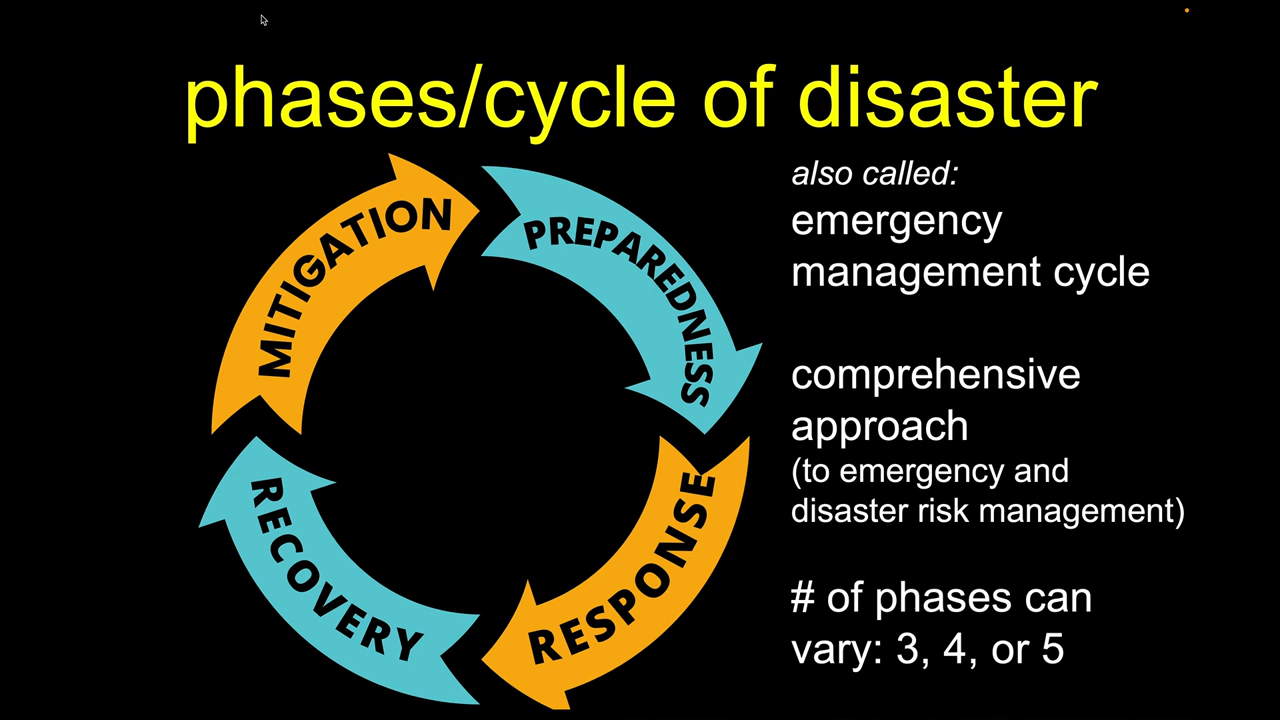 phases/cycle of disaster
MITIGATION
PREPAREDNESS
RESPONSE
RECOVERY
also called:
emergency
management cycle
comprehensive
approach
(to emergency and
disaster risk management)
# of phases can
vary: 3, 4, or 5